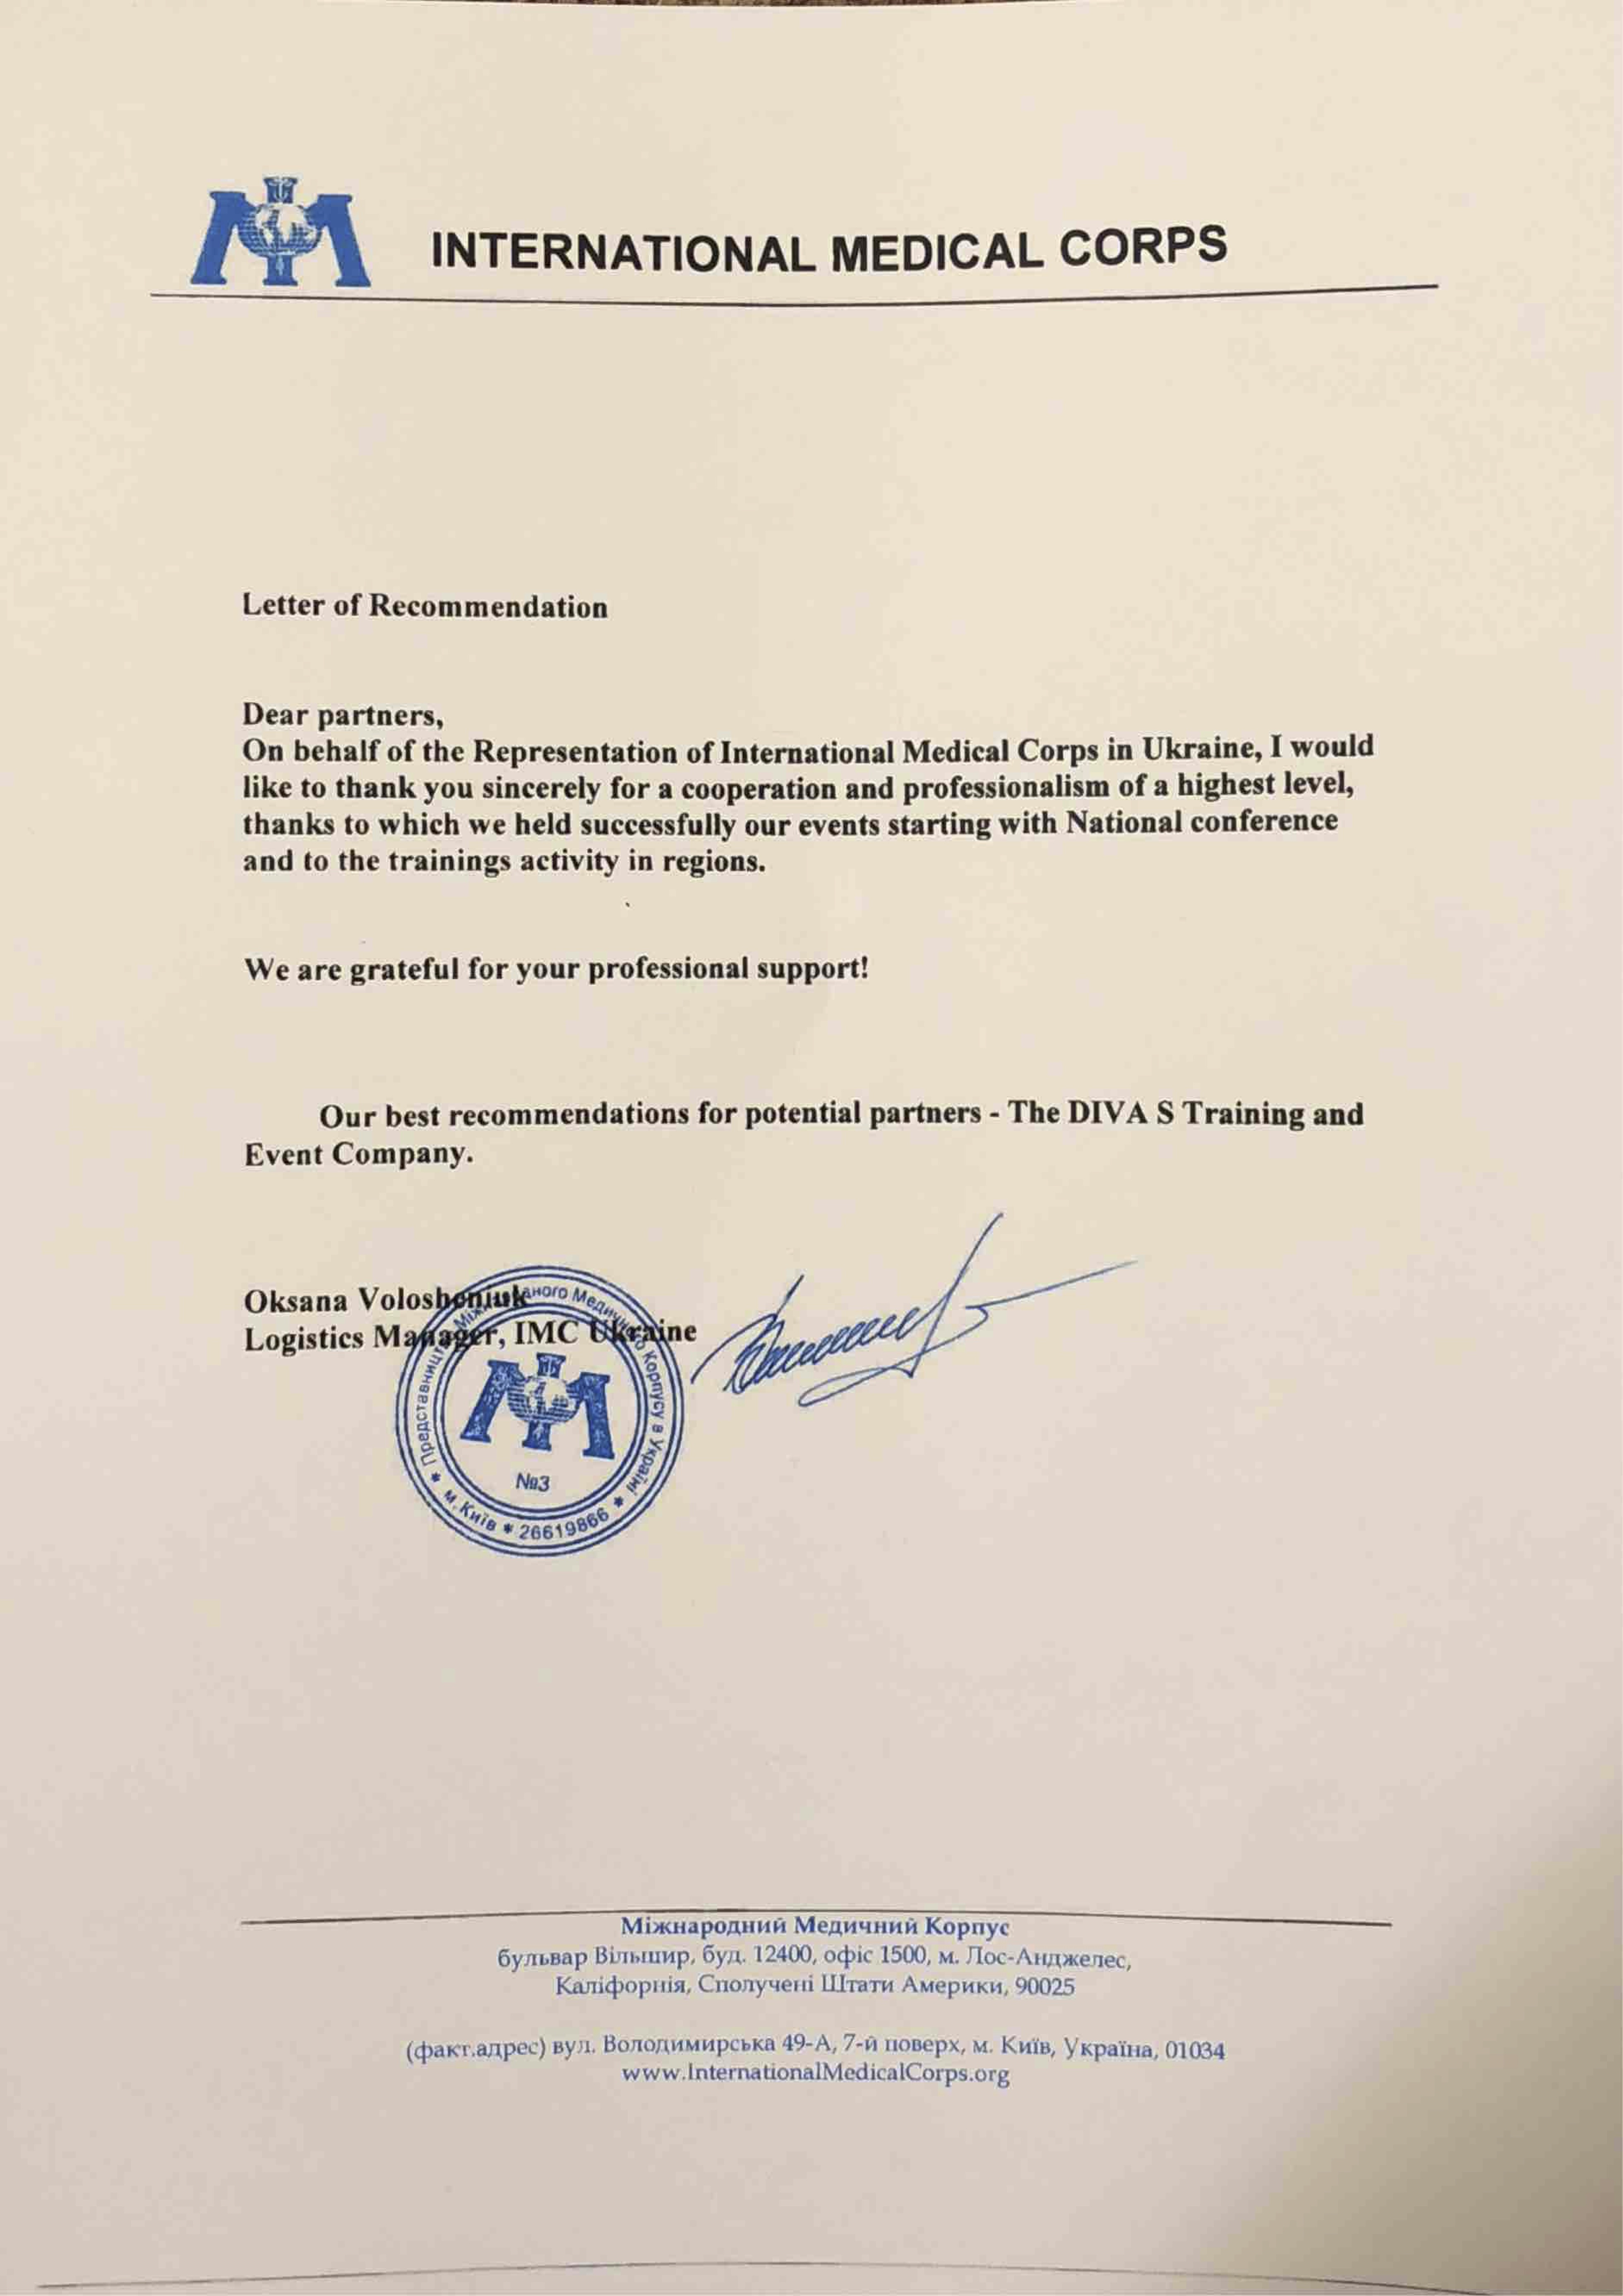 INTERNATIONAL MEDICAL CORPS
Letter of Recommendation
Dear partners,
On behalf of the Representation of International Medical Corps in Ukraine, I would
like to thank you sincerely for a cooperation and professionalism of a highest level,
thanks to which we held successfully our events starting with National conference
and to the trainings activity in regions.
We are grateful for your professional support!
Our best recommendations for potential partners - The DIVA S Training and
Event Company.
Oksana Volosheniuk
Logistics Manager, IMC Ukraine
Представництво Міжнародного Медичного Корпусу в Україні
№3
м.Київ * 26619866 *
Міжнародний Медичний Корпус
бульвар Вільшир, буд. 12400, офіс 1500, м. Лос-Анджелес,
Каліфорнія, Сполучені Штати Америки, 90025
(факт.адрес) вул. Володимирська 49-А, 7-й поверх, м. Київ, Україна, 01034
www.InternationalMedicalCorps.org